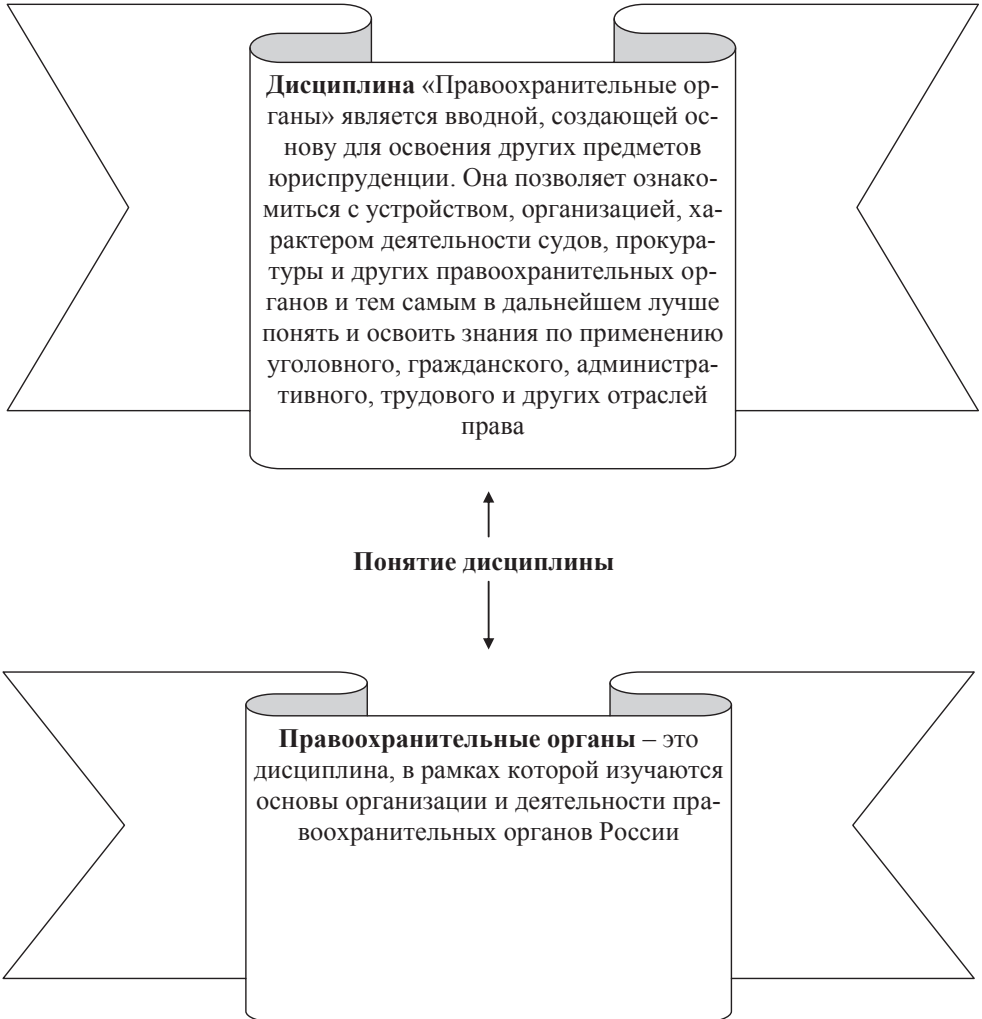 Дисциплина «Правоохранительные ор-
ганы» является вводной, создающей ос-
нову для освоения других предметов
юриспруденции. Она позволяет ознако-
миться с устройством, организацией, ха-
рактером деятельности судов, прокура-
туры и других правоохранительных ор-
ганов и тем самым в дальнейшем лучше
понять и освоить знания по применению
уголовного, гражданского, администра-
тивного, трудового и других отраслей
права
Понятие дисциплины
Правоохранительные органы – это
дисциплина, в рамках которой изучаются
основы организации и деятельности пра-
воохранительных органов России